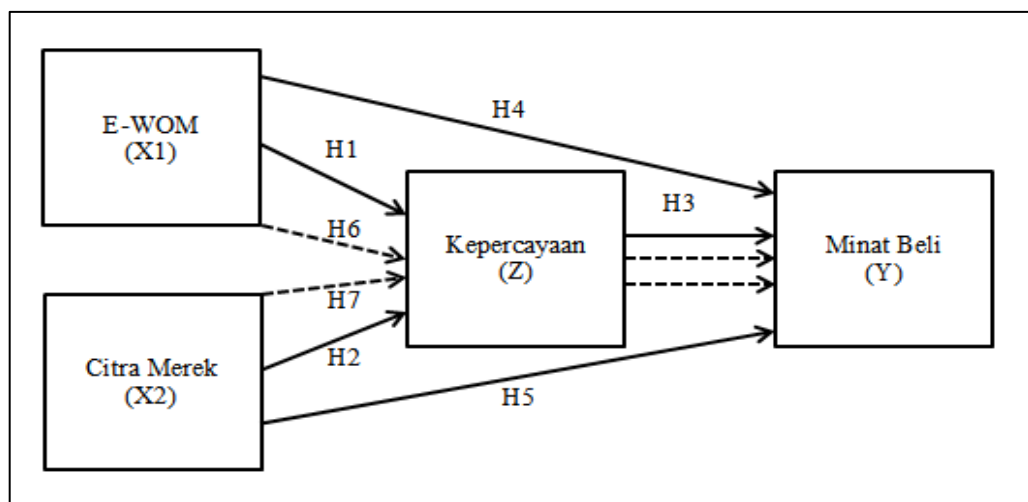 E-WOM
(X1)
H4
H1
H3
H6
Kepercayaan
(Z)
Minat Beli
(Y)
H7
H2
Citra Merek
(X2)
H5